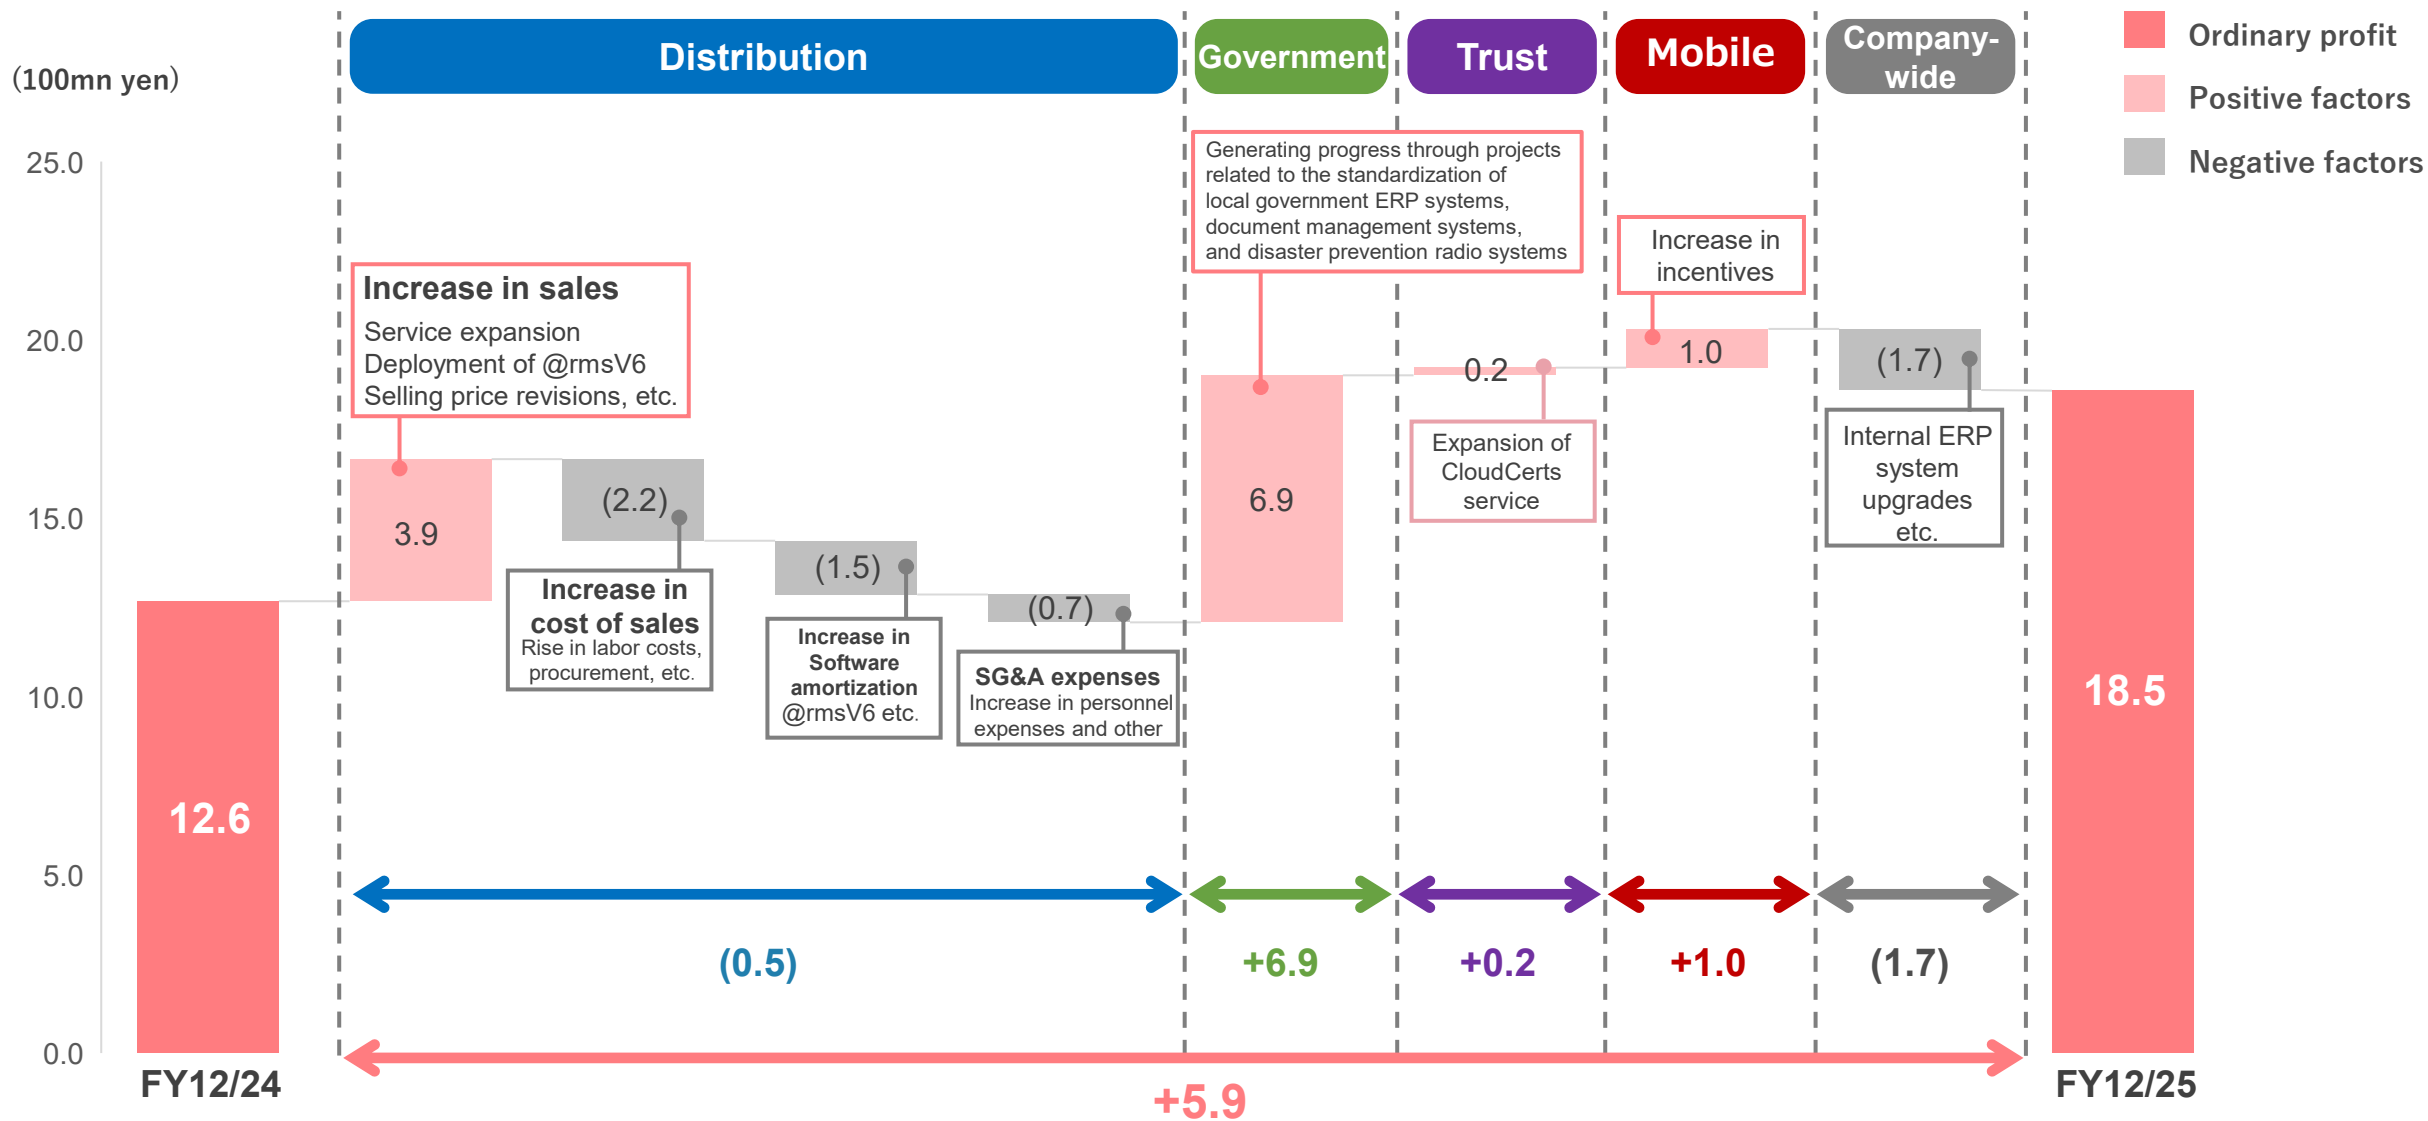 (100mn yen)
Distribution
Government
Trust
Mobile
Company-
wide
Ordinary profit
Positive factors
Negative factors
25.0
20.0
15.0
10.0
5.0
0.0
12.6
FY12/24
Increase in sales
Service expansion
Deployment of @rmsV6
Selling price revisions, etc.
3.9
(2.2)
Increase in
cost of sales
Rise in labor costs,
procurement, etc.
(1.5)
Increase in
Software
amortization
@rmsV6 etc.
(0.7)
SG&A expenses
Increase in personnel
expenses and other
Generating progress through projects
related to the standardization of
local government ERP systems,
document management systems,
and disaster prevention radio systems
6.9
0.2
Expansion of
CloudCerts
service
Increase in
incentives
1.0
(1.7)
Internal ERP
system
upgrades
etc.
18.5
FY12/25
(0.5)
+6.9
+0.2
+1.0
(1.7)
+5.9